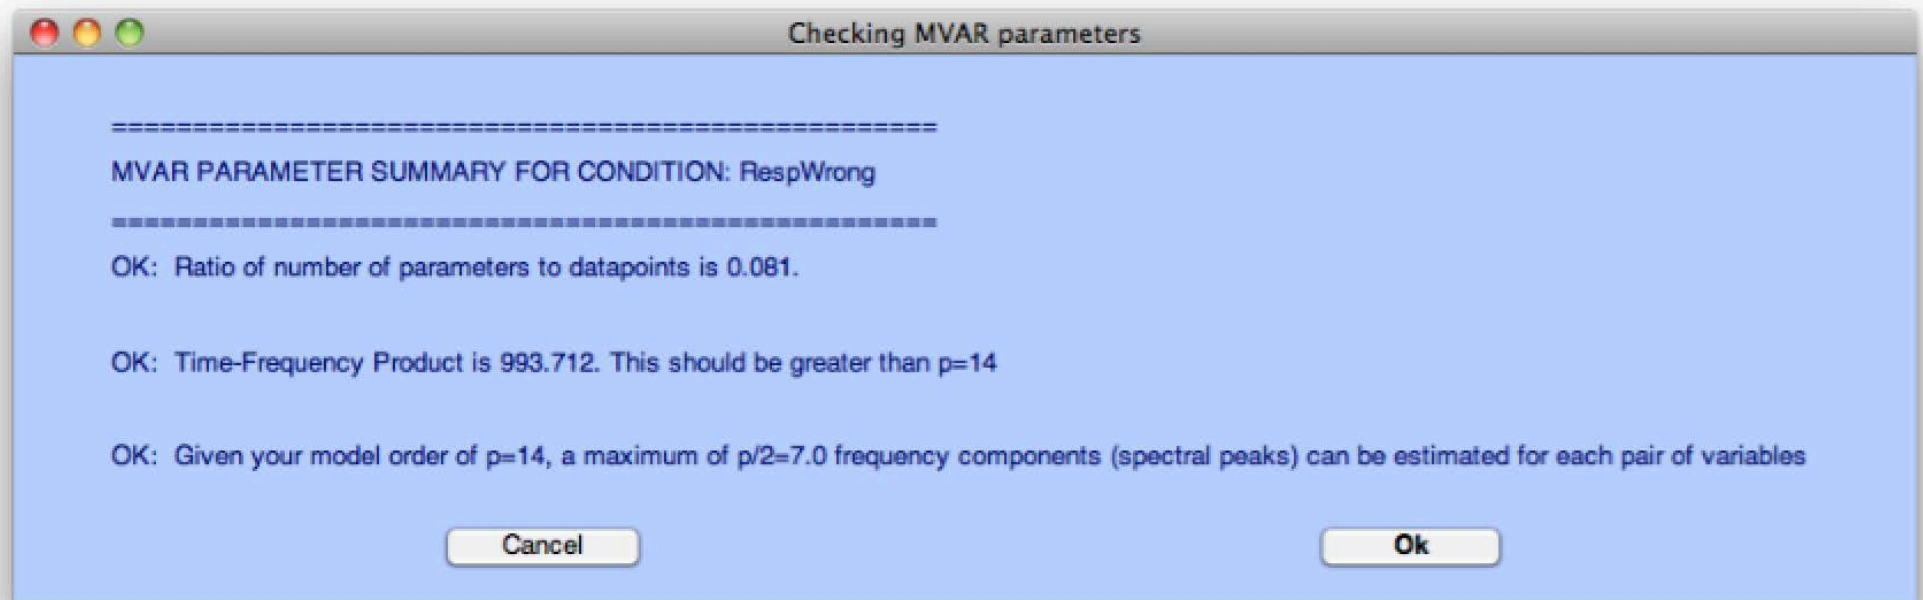 Checking MVAR parameters
===================================================
MVAR PARAMETER SUMMARY FOR CONDITION: RespWrong
===================================================
OK: Ratio of number of parameters to datapoints is 0.081.
OK: Time-Frequency Product is 993.712. This should be greater than p=14
OK: Given your model order of p=14, a maximum of p/2=7.0 frequency components (spectral peaks) can be estimated for each pair of variables
Cancel Ok